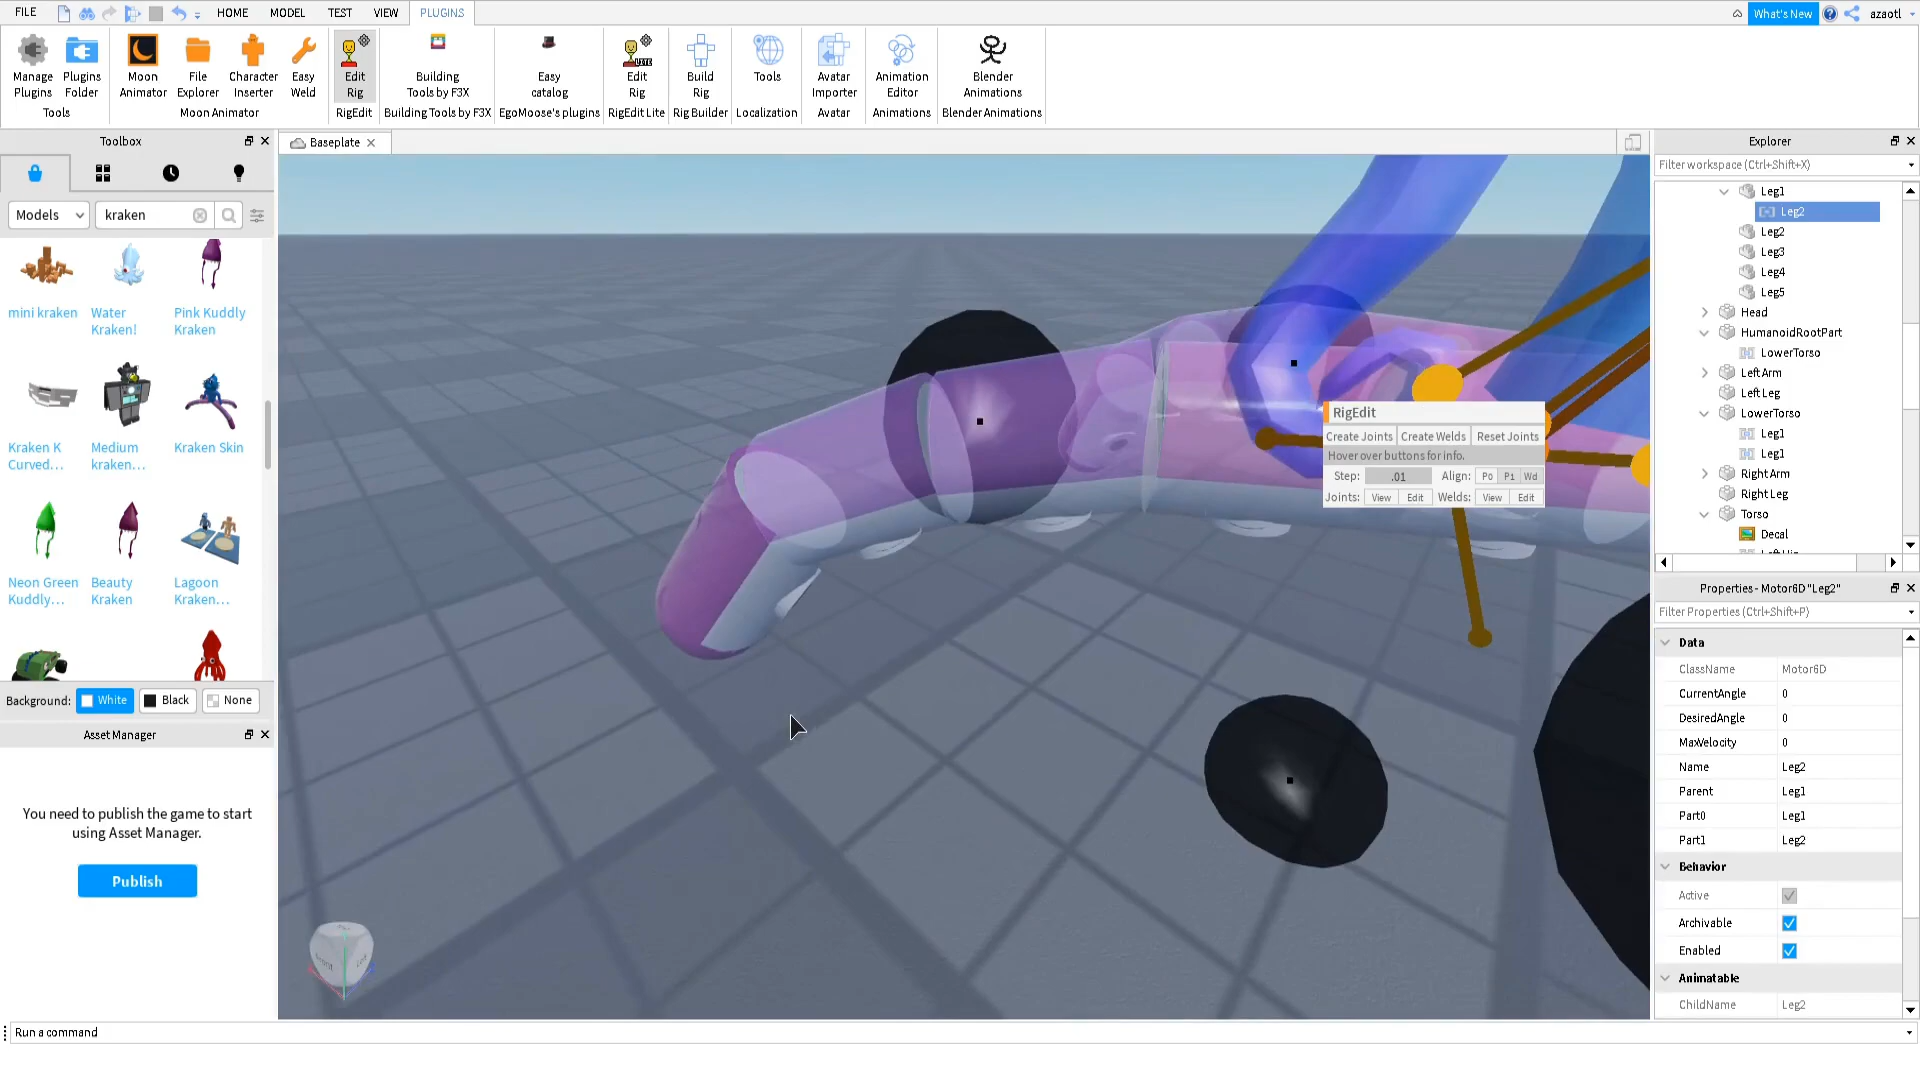 FILE
HOME
MODEL
TEST
VIEW
PLUGINS
What's New
azaotl
Manage Plugins
Plugins Folder
Tools
Moon Animator
File Explorer
Character Inserter
Easy Weld
Moon Animator
Edit Rig
RigEdit
Building Tools by F3X
Building Tools by F3X
Easy catalog
EgoMoose's plugins
LITE
Edit Rig
RigEdit Lite
Build Rig
Rig Builder
Tools
Localization
Avatar Importer
Avatar
Animation Editor
Animations
Blender Animations
Blender Animations
Toolbox
Models
kraken
mini kraken
Water Kraken!
Pink Kuddly Kraken
Kraken K Curved...
Medium kraken...
Kraken Skin
Neon Green Kuddly...
Beauty Kraken
Lagoon Kraken...
Background:
White
Black
None
Asset Manager
You need to publish the game to start using Asset Manager.
Publish
Baseplate
RigEdit
Create Joints
Create Welds
Reset Joints
Hover over buttons for info.
Step:
.01
Align:
P0
P1
Wd
Joints:
View
Edit
Welds:
View
Edit
Explorer
Filter workspace (Ctrl+Shift+X)
Leg1
Leg2
Leg2
Leg3
Leg4
Leg5
Head
HumanoidRootPart
LowerTorso
Left Arm
Left Leg
LowerTorso
Leg1
Leg1
Right Arm
Right Leg
Torso
Decal
Properties - Motor6D "Leg2"
Filter Properties (Ctrl+Shift+P)
Data
ClassName Motor6D
CurrentAngle 0
DesiredAngle 0
MaxVelocity 0
Name Leg2
Parent Leg1
Part0 Leg1
Part1 Leg2
Behavior
Active
Archivable
Enabled
Animatable
ChildName Leg2
Run a command